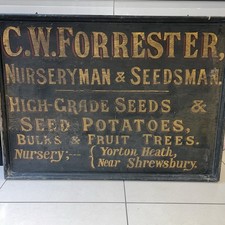 C.W. FORRESTER,
NURSERYMAN & SEEDSMAN.
HIGH-GRADE SEEDS &
SEED POTATOES,
BULBS & FRUIT TREES.
Nursery;— { Yorton Heath,
Near Shrewsbury.